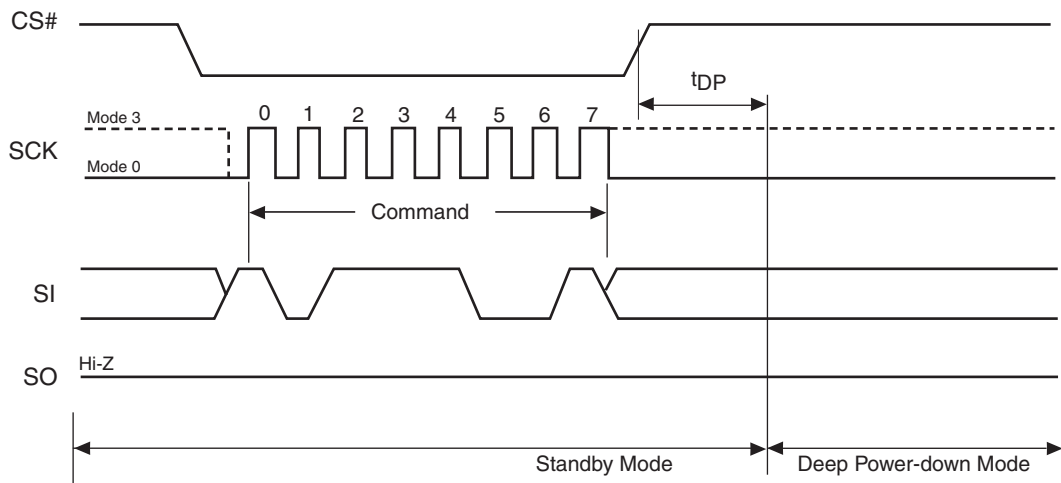 CS#
tDP
Mode 3
0 1 2 3 4 5 6 7
SCK
Mode 0
Command
SI
Hi-Z
SO
Standby Mode
Deep Power-down Mode